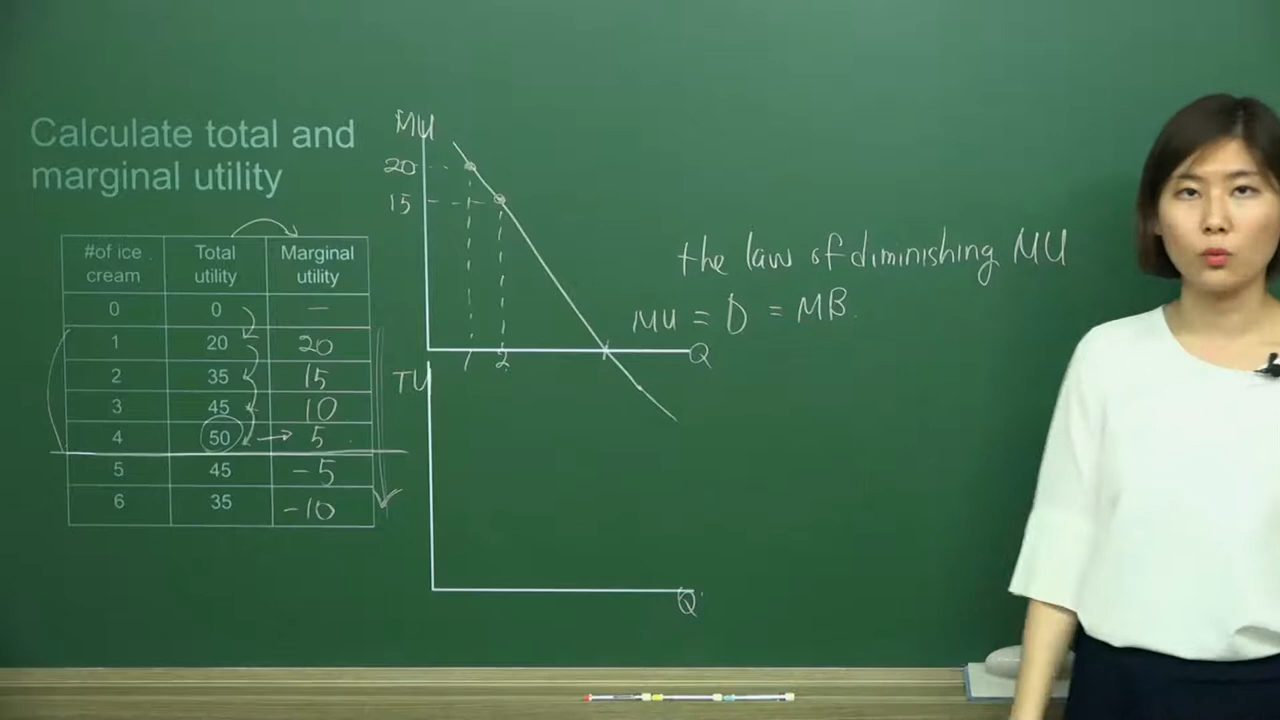 Calculate total and
marginal utility
#of ice cream | Total utility | Marginal utility
0 | 0 | —
1 | 20 | 20
2 | 35 | 15
3 | 45 | 10
4 | 50 → 5
5 | 45 | -5
6 | 35 | -10
MU
20
15
1 2
Q
TU
Q
the law of diminishing MU
MU = D = MB.